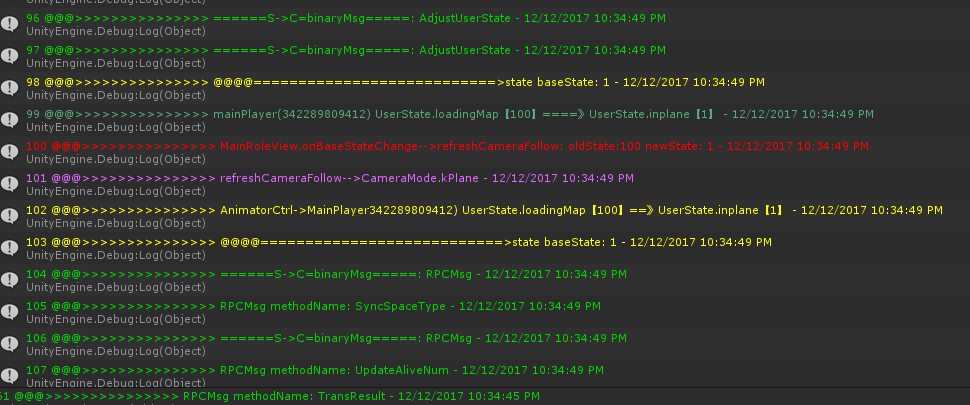 96 @@@>>>>>>>>>>>>>>> ======S->C=binaryMsg=====: AdjustUserState - 12/12/2017 10:34:49 PM
UnityEngine.Debug:Log(Object)
97 @@@>>>>>>>>>>>>>>> ======S->C=binaryMsg=====: AdjustUserState - 12/12/2017 10:34:49 PM
UnityEngine.Debug:Log(Object)
98 @@@>>>>>>>>>>>>>>> @@@@===========================>state baseState: 1 - 12/12/2017 10:34:49 PM
UnityEngine.Debug:Log(Object)
99 @@@>>>>>>>>>>>>>>> mainPlayer(342289809412) UserState.loadingMap【100】====》UserState.inplane【1】 - 12/12/2017 10:34:49 PM
UnityEngine.Debug:Log(Object)
100 @@@>>>>>>>>>>>>>>> MainRoleView.onBaseStateChange-->refreshCameraFollow: oldState:100 newState: 1 - 12/12/2017 10:34:49 PM
UnityEngine.Debug:Log(Object)
101 @@@>>>>>>>>>>>>>>> refreshCameraFollow-->CameraMode.kPlane - 12/12/2017 10:34:49 PM
UnityEngine.Debug:Log(Object)
102 @@@>>>>>>>>>>>>>>> AnimatorCtrl->MainPlayer342289809412) UserState.loadingMap【100】==》UserState.inplane【1】 - 12/12/2017 10:34:49 PM
UnityEngine.Debug:Log(Object)
103 @@@>>>>>>>>>>>>>>> @@@@===========================>state baseState: 1 - 12/12/2017 10:34:49 PM
UnityEngine.Debug:Log(Object)
104 @@@>>>>>>>>>>>>>>> ======S->C=binaryMsg=====: RPCMsg - 12/12/2017 10:34:49 PM
UnityEngine.Debug:Log(Object)
105 @@@>>>>>>>>>>>>>>> RPCMsg methodName: SyncSpaceType - 12/12/2017 10:34:49 PM
UnityEngine.Debug:Log(Object)
106 @@@>>>>>>>>>>>>>>> ======S->C=binaryMsg=====: RPCMsg - 12/12/2017 10:34:49 PM
UnityEngine.Debug:Log(Object)
107 @@@>>>>>>>>>>>>>>> RPCMsg methodName: UpdateAliveNum - 12/12/2017 10:34:49 PM
UnityEngine.Debug:Log(Object)
51 @@@>>>>>>>>>>>>>>> RPCMsg methodName: TransResult - 12/12/2017 10:34:45 PM